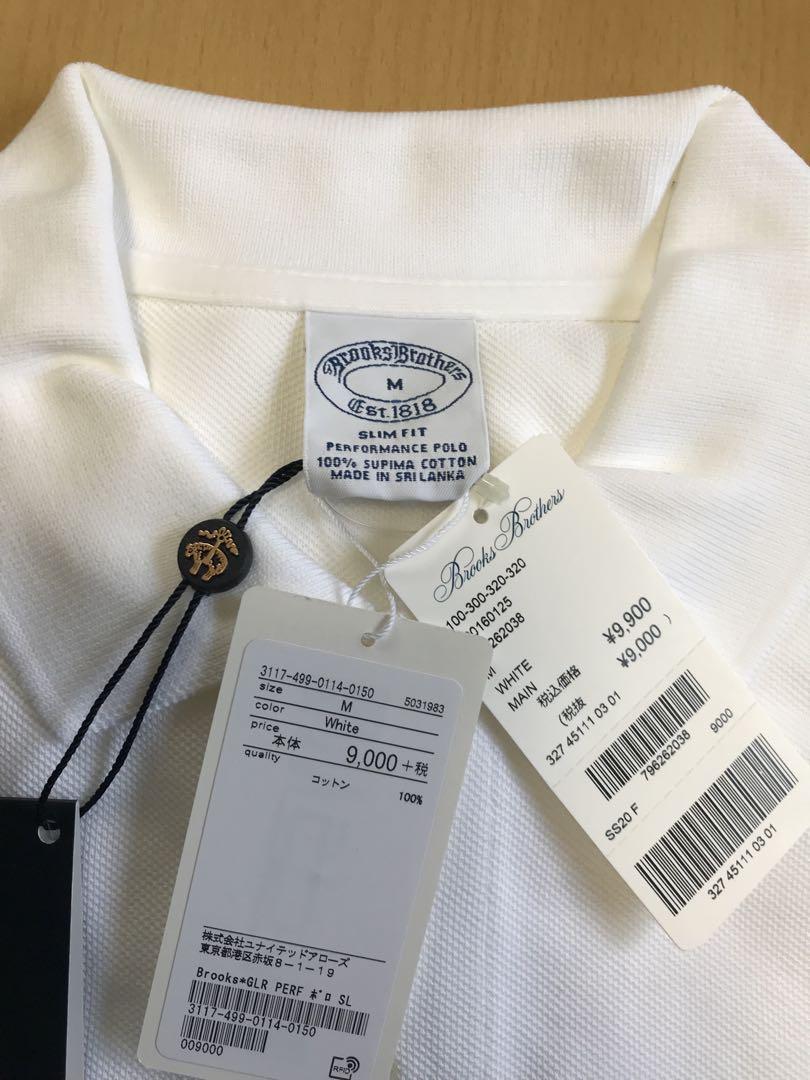 Brooks Brothers
M
Est. 1818
SLIM FIT
PERFORMANCE POLO
100% SUPIMA COTTON
MADE IN SRI LANKA
3117-499-0114-0150
size M 5031983
color White
price 本体 9,000+税
quality
コットン 100%
株式会社ユナイテッドアローズ
東京都港区赤坂8-1-19
Brooks*GLR PERF ポロ SL
3117-499-0114-0150
009000
RFID
Brooks Brothers
100-300-320-320
0160125
262038
M
WHITE
MAIN
税込価格 ¥9,900
(税抜 ¥9,000 )
327 45111 03 01
796262038 9000
SS20 F
327 45111 03 01